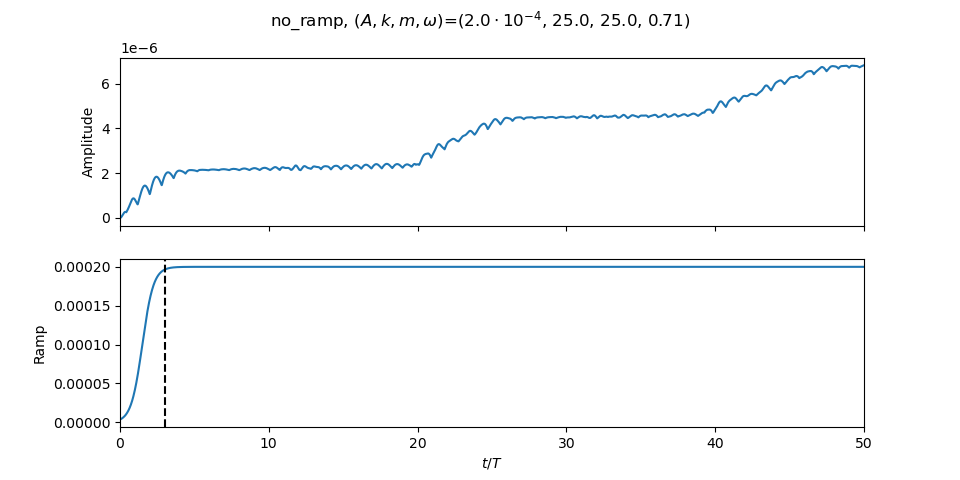 no_ramp, (A, k, m, ω)=(2.0 · 10⁻⁴, 25.0, 25.0, 0.71)
1e−6
6
4
2
0
Amplitude
0.00020
0.00015
0.00010
0.00005
0.00000
Ramp
0 10 20 30 40 50
t/T